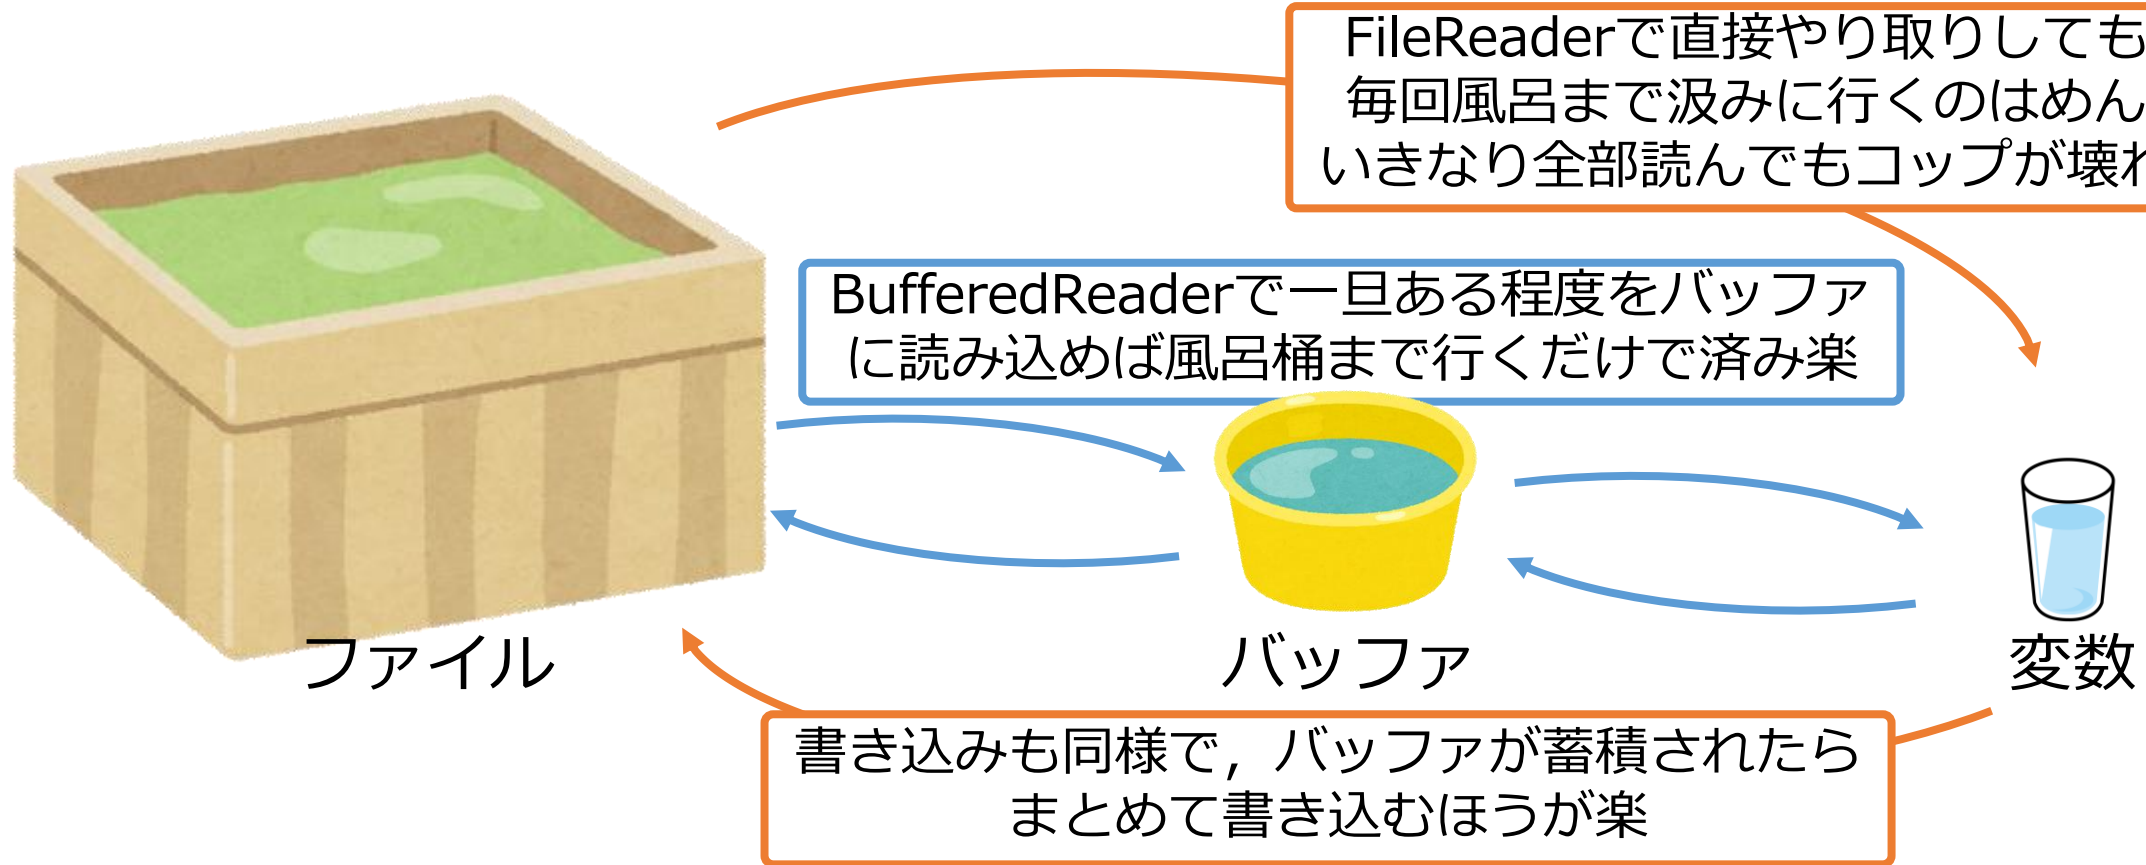 FileReaderで直接やり取りしても
毎回風呂まで汲みに行くのはめん
いきなり全部読んでもコップが壊れ
BufferedReaderで一旦ある程度をバッファ
に読み込めば風呂桶まで行くだけで済み楽
ファイル
バッファ
変数
書き込みも同様で，バッファが蓄積されたら
まとめて書き込むほうが楽